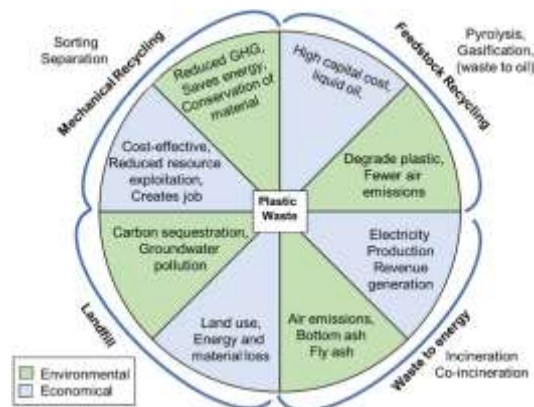 Sorting
Separation
Mechanical Recycling
Reduced GHG,
Saves energy,
Conservation of
material
High capital cost,
liquid oil,
Feedstock Recycling
Pyrolysis,
Gasification,
(waste to oil)
Cost-effective,
Reduced resource
exploitation,
Creates job
Degrade plastic,
Fewer air
emissions
Plastic
Waste
Carbon sequestration,
Groundwater
pollution
Electricity
Production
Revenue
generation
Landfill
Land use,
Energy and
material loss
Air emissions,
Bottom ash
Fly ash
Waste to energy
Incineration
Co-incineration
Environmental
Economical